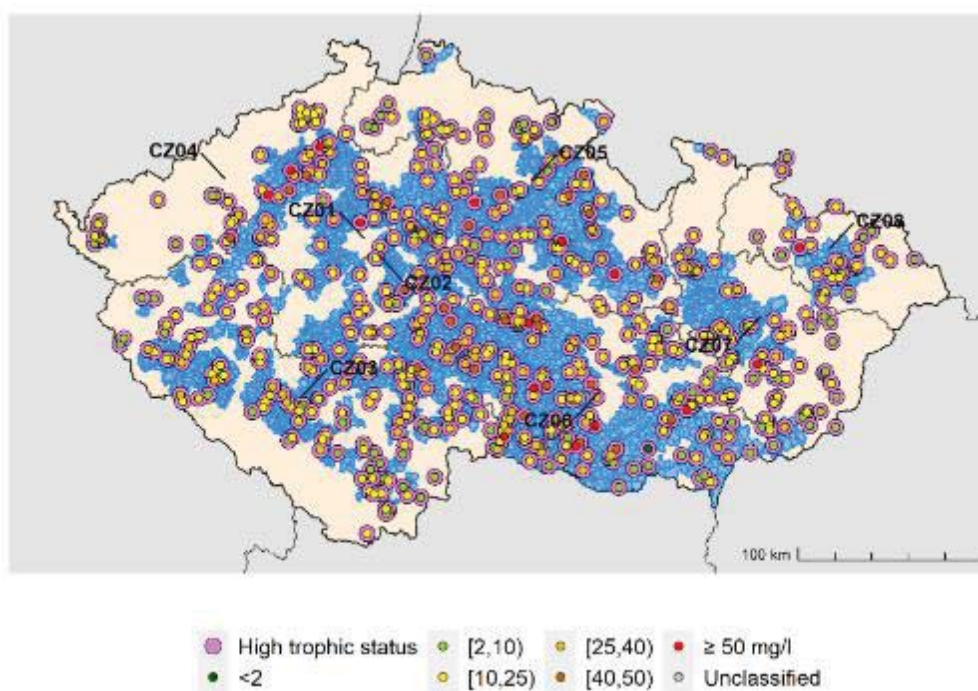 CZ04
CZ05
CZ01
CZ08
CZ02
CZ07
CZ03
CZ06
100 km
High trophic status
[2,10)
[25,40)
≥ 50 mg/l
<2
[10,25)
[40,50)
Unclassified